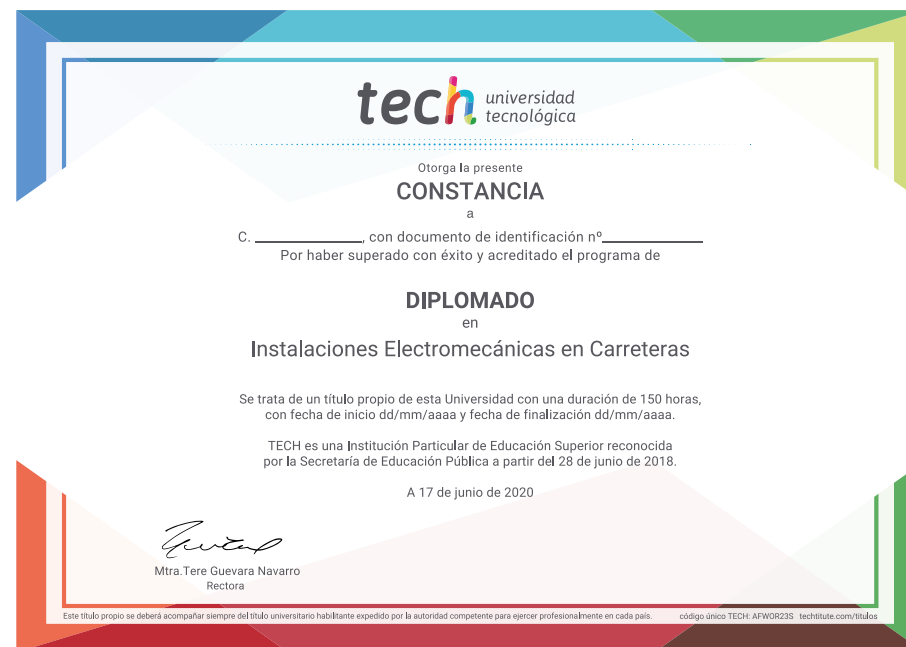 tech universidad
tecnológica
Otorga la presente
CONSTANCIA
a
C. ____________, con documento de identificación nº____________
Por haber superado con éxito y acreditado el programa de
DIPLOMADO
en
Instalaciones Electromecánicas en Carreteras
Se trata de un título propio de esta Universidad con una duración de 150 horas,
con fecha de inicio dd/mm/aaaa y fecha de finalización dd/mm/aaaa.
TECH es una Institución Particular de Educación Superior reconocida
por la Secretaría de Educación Pública a partir del 28 de junio de 2018.
A 17 de junio de 2020
Mtra.Tere Guevara Navarro
Rectora
Este título propio se deberá acompañar siempre del título universitario habilitante expedido por la autoridad competente para ejercer profesionalmente en cada país. código único TECH: AFWOR23S techtitute.com/titulos